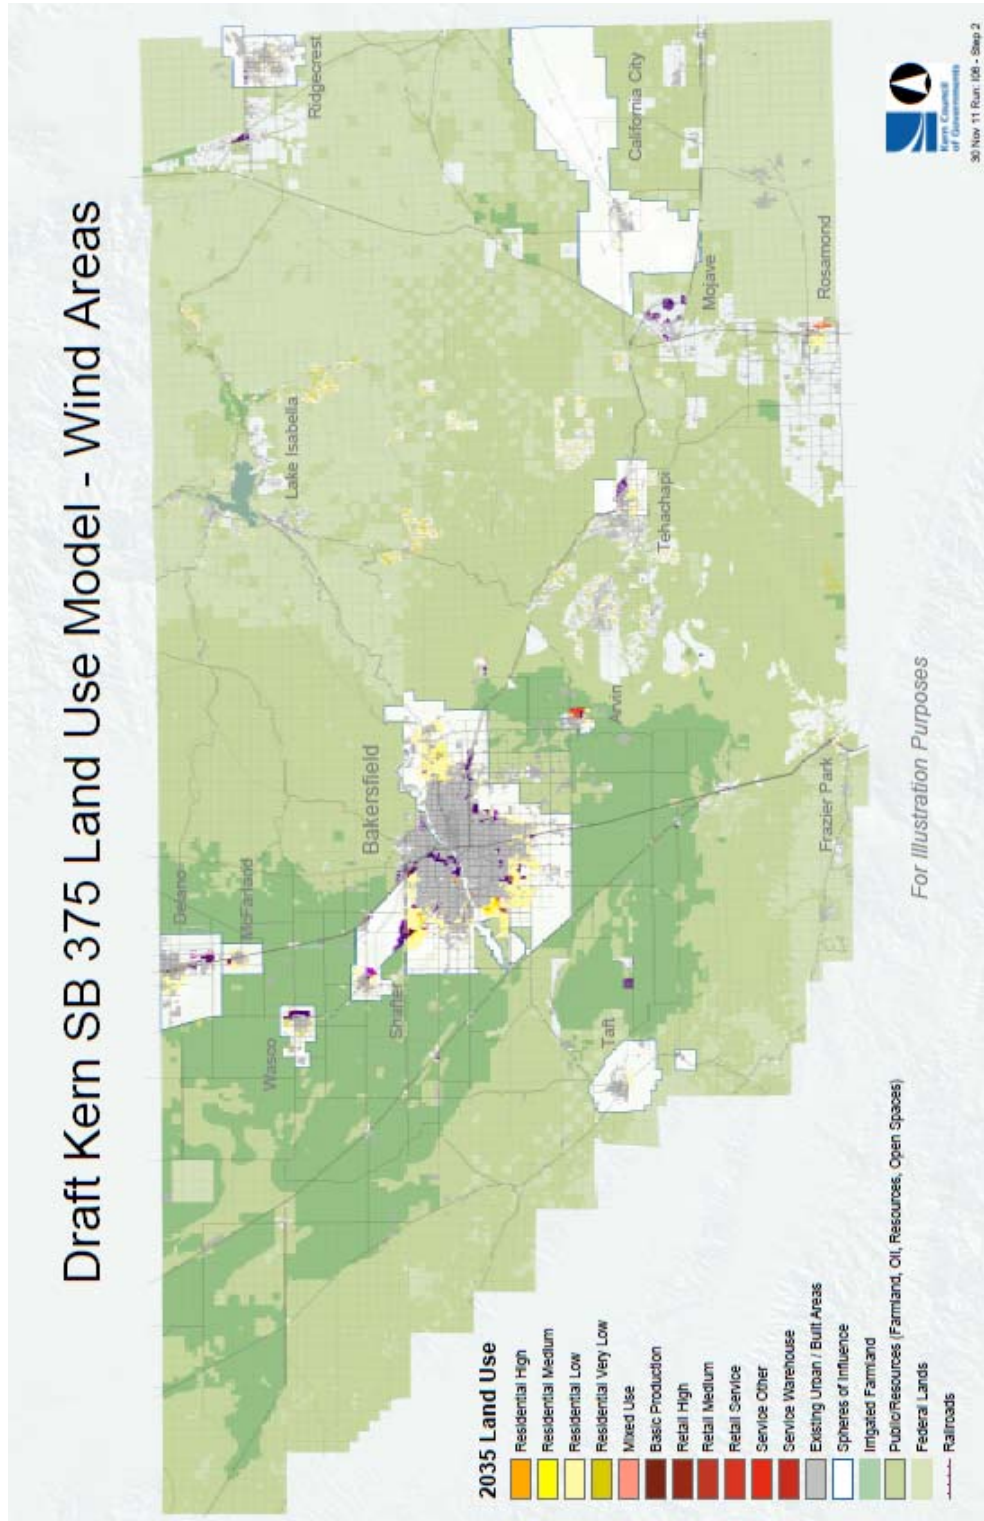 Draft Kern SB 375 Land Use Model - Wind Areas
Delano
McFarland
Wasco
Shafter
Bakersfield
Lake Isabella
Ridgecrest
California City
Mojave
Rosamond
Tehachapi
Arvin
Taft
Frazier Park
For Illustration Purposes
2035 Land Use
Residential High
Residential Medium
Residential Low
Residential Very Low
Mixed Use
Basic Production
Retail High
Retail Medium
Retail Service
Service Other
Service Warehouse
Existing Urban / Built Areas
Spheres of Influence
Irrigated Farmland
Public/Resources (Farmland, Oil, Resources, Open Spaces)
Federal Lands
Railroads
Kern Council
of Governments
30 Nov 11 Run: I06 - Step 2